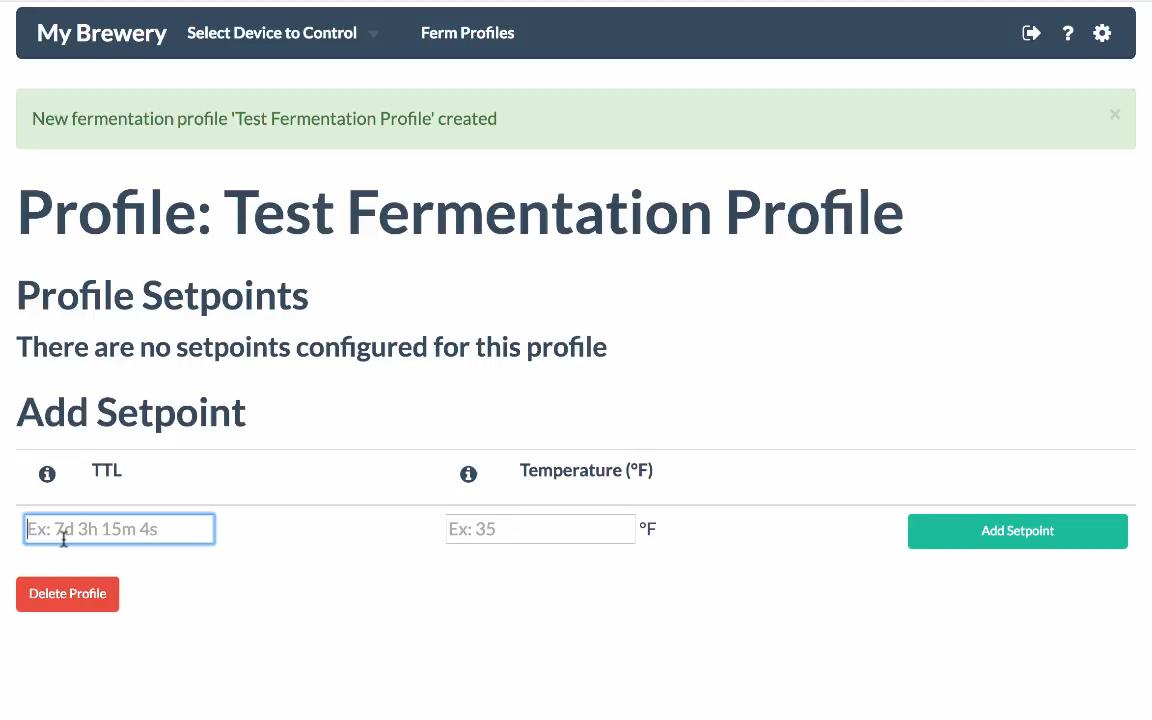 My Brewery Select Device to Control Ferm Profiles ?
New fermentation profile 'Test Fermentation Profile' created ×
Profile: Test Fermentation Profile
Profile Setpoints
There are no setpoints configured for this profile
Add Setpoint
TTL Temperature (°F)
Ex: 7d 3h 15m 4s Ex: 35 °F Add Setpoint
Delete Profile